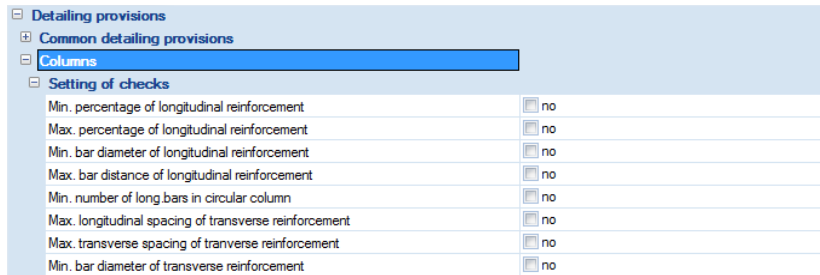 Detailing provisions
Common detailing provisions
Columns
Setting of checks
Min. percentage of longitudinal reinforcement no
Max. percentage of longitudinal reinforcement no
Min. bar diameter of longitudinal reinforcement no
Max. bar distance of longitudinal reinforcement no
Min. number of long.bars in circular column no
Max. longitudinal spacing of transverse reinforcement no
Max. transverse spacing of tranverse reinforcement no
Min. bar diameter of transverse reinforcement no